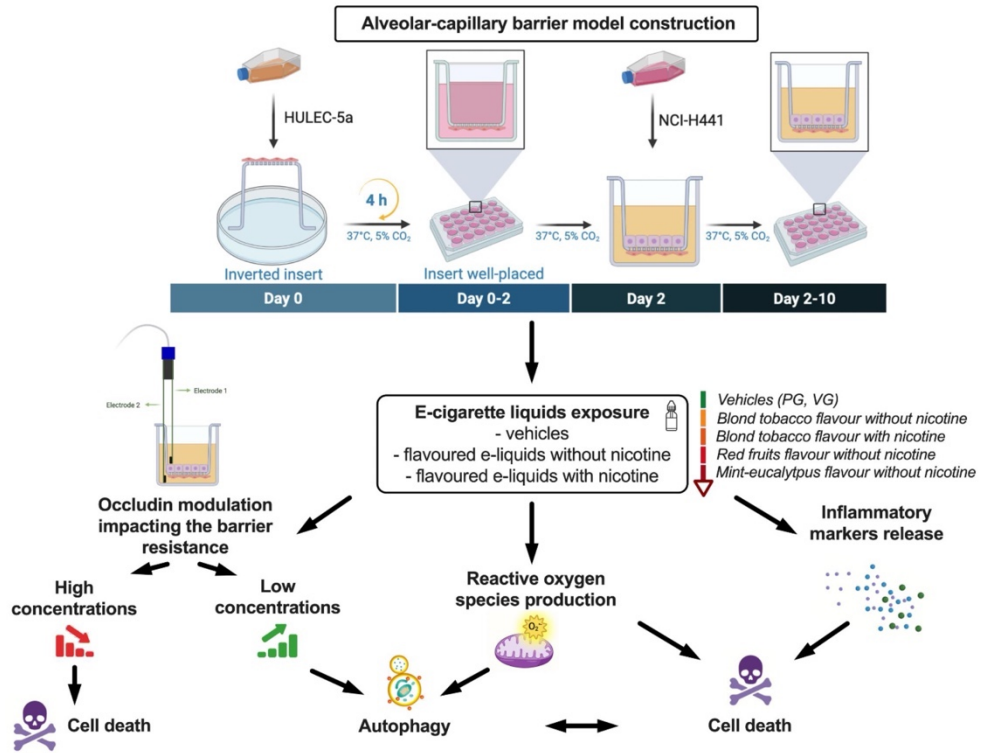 Alveolar-capillary barrier model construction
HULEC-5a
NCI-H441
4 h
37°C, 5% CO₂
37°C, 5% CO₂
37°C, 5% CO₂
Inverted insert
Insert well-placed
Day 0
Day 0-2
Day 2
Day 2-10
Electrode 1
Electrode 2
E-cigarette liquids exposure
- vehicles
- flavoured e-liquids without nicotine
- flavoured e-liquids with nicotine
Vehicles (PG, VG)
Blond tobacco flavour without nicotine
Blond tobacco flavour with nicotine
Red fruits flavour without nicotine
Mint-eucalytpus flavour without nicotine
Occludin modulation
impacting the barrier
resistance
Inflammatory
markers release
High
concentrations
Low
concentrations
Reactive oxygen
species production
O₂⁻
Cell death
Autophagy
Cell death